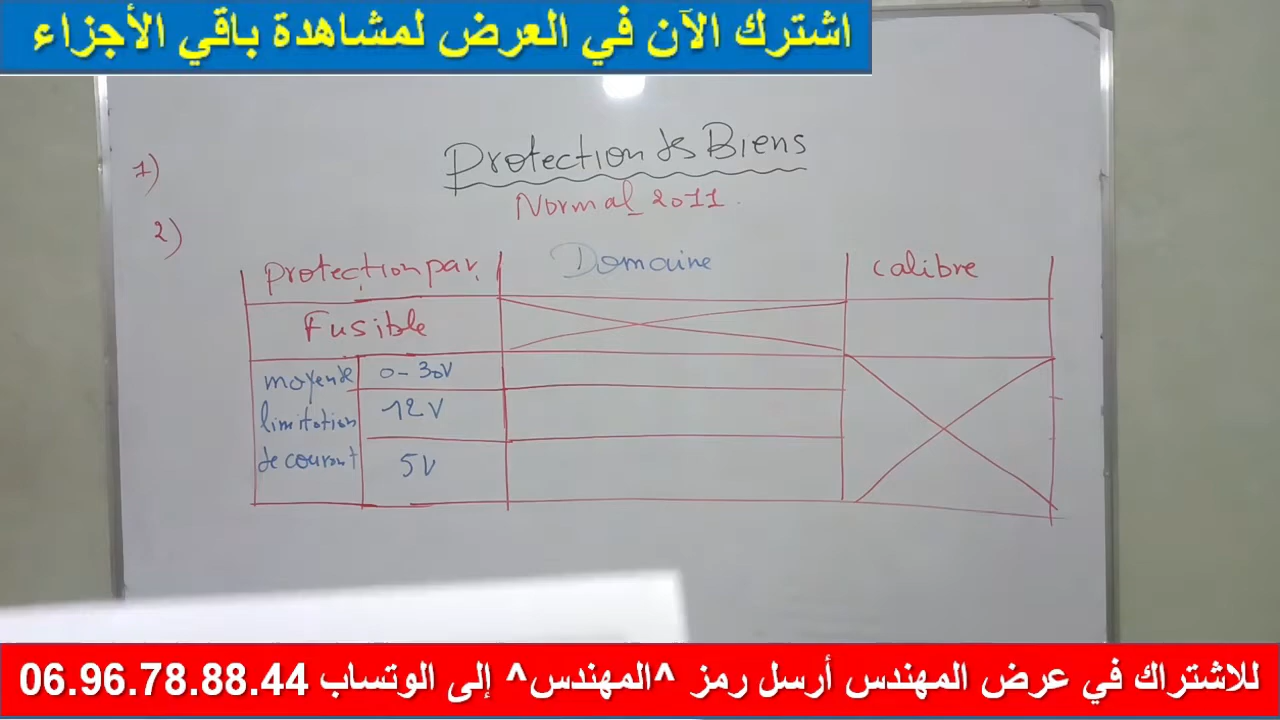 اشترك الآن في العرض لمشاهدة باقي الأجزاء
Protection des Biens
1)
Normal 2011.
2)
Protection par Domaine calibre
Fusible
moyen de 0-30V
limitation 12V
de courant 5V
للاشتراك في عرض المهندس أرسل رمز ^المهندس^ إلى الوتساب 06.96.78.88.44